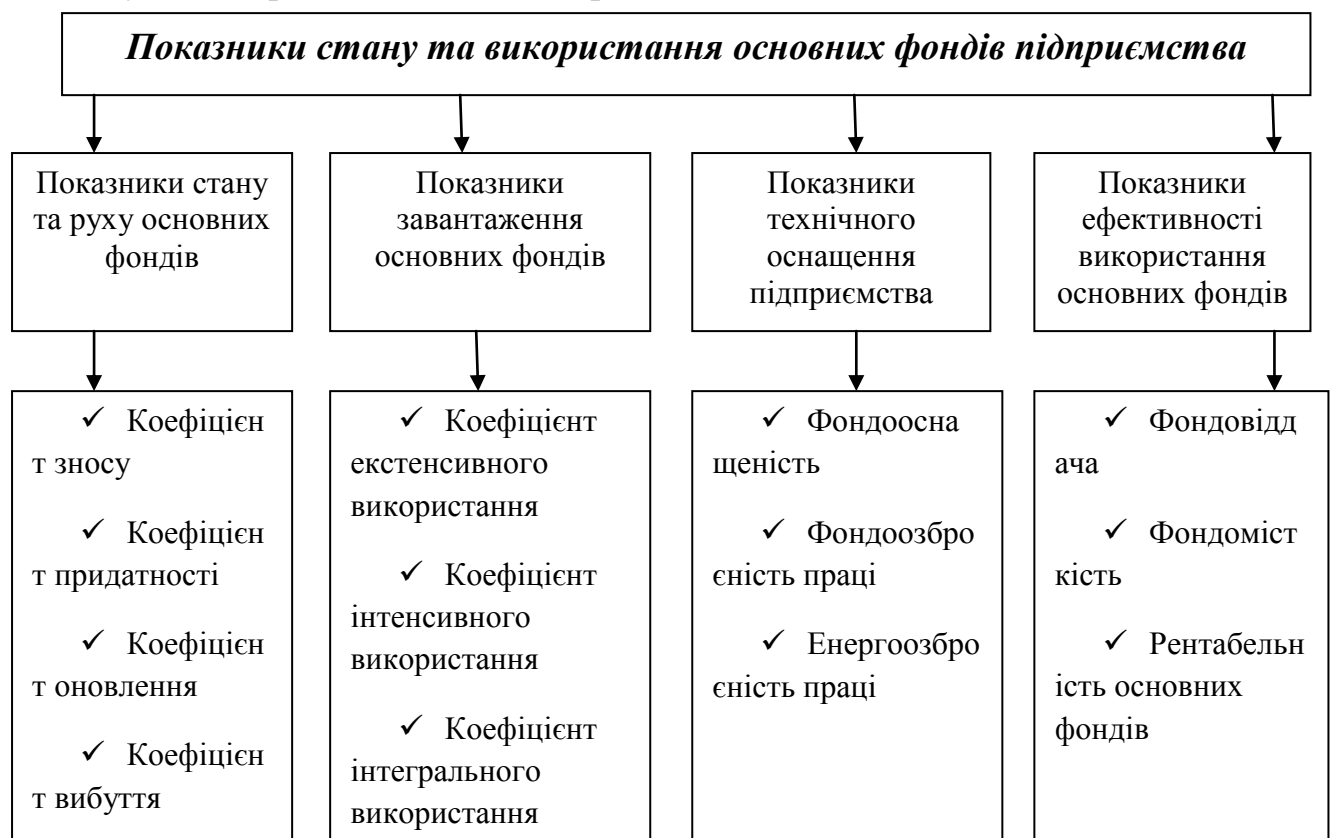 Показники стану та використання основних фондів підприємства
Показники стану
та руху основних
фондів
Показники
завантаження
основних фондів
Показники
технічного
оснащення
підприємства
Показники
ефективності
використання
основних фондів
✓ Коефіцієн
т зносу
✓ Коефіцієн
т придатності
✓ Коефіцієн
т оновлення
✓ Коефіцієн
т вибуття
✓ Коефіцієнт
екстенсивного
використання
✓ Коефіцієнт
інтенсивного
використання
✓ Коефіцієнт
інтегрального
використання
✓ Фондоосна
щеність
✓ Фондоозбро
єність праці
✓ Енергоозбро
єність праці
✓ Фондовідд
ача
✓ Фондоміст
кість
✓ Рентабельн
ість основних
фондів